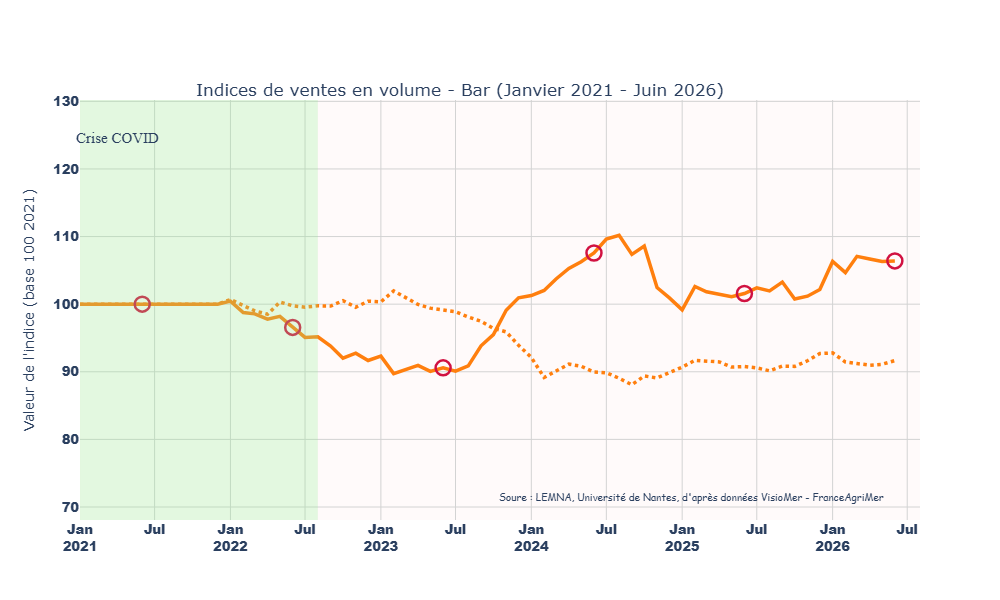 Indices de ventes en volume - Bar (Janvier 2021 - Juin 2026)
Valeur de l'indice (base 100 2021)
130
120
110
100
90
80
70
Crise COVID
Soure : LEMNA, Université de Nantes, d'après données VisioMer - FranceAgriMer
Jan Jul Jan Jul Jan Jul Jan Jul Jan Jul Jan Jul
2021 2022 2023 2024 2025 2026